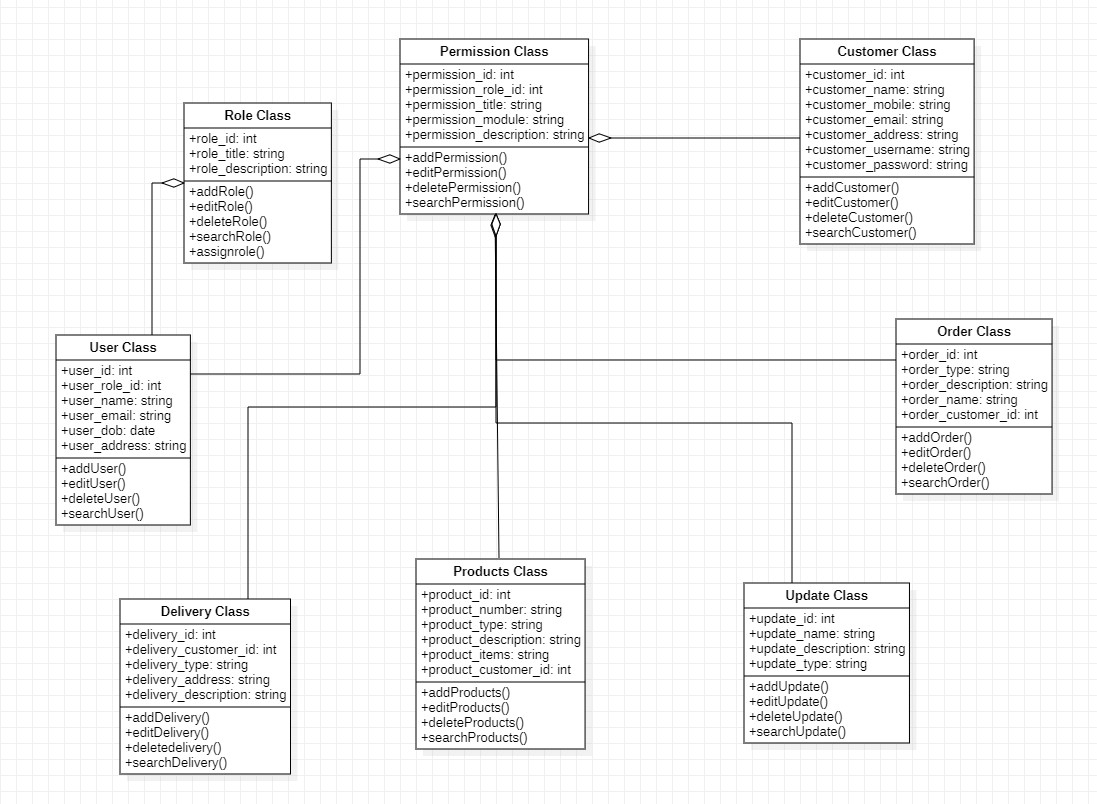 Permission Class
+permission_id: int
+permission_role_id: int
+permission_title: string
+permission_module: string
+permission_description: string
+addPermission()
+editPermission()
+deletePermission()
+searchPermission()
Customer Class
+customer_id: int
+customer_name: string
+customer_mobile: string
+customer_email: string
+customer_address: string
+customer_username: string
+customer_password: string
+addCustomer()
+editCustomer()
+deleteCustomer()
+searchCustomer()
Role Class
+role_id: int
+role_title: string
+role_description: string
+addRole()
+editRole()
+deleteRole()
+searchRole()
+assignrole()
User Class
+user_id: int
+user_role_id: int
+user_name: string
+user_email: string
+user_dob: date
+user_address: string
+addUser()
+editUser()
+deleteUser()
+searchUser()
Order Class
+order_id: int
+order_type: string
+order_description: string
+order_name: string
+order_customer_id: int
+addOrder()
+editOrder()
+deleteOrder()
+searchOrder()
Delivery Class
+delivery_id: int
+delivery_customer_id: int
+delivery_type: string
+delivery_address: string
+delivery_description: string
+addDelivery()
+editDelivery()
+deletedelivery()
+searchDelivery()
Products Class
+product_id: int
+product_number: string
+product_type: string
+product_description: string
+product_items: string
+product_customer_id: int
+addProducts()
+editProducts()
+deleteProducts()
+searchProducts()
Update Class
+update_id: int
+update_name: string
+update_description: string
+update_type: string
+addUpdate()
+editUpdate()
+deleteUpdate()
+searchUpdate()